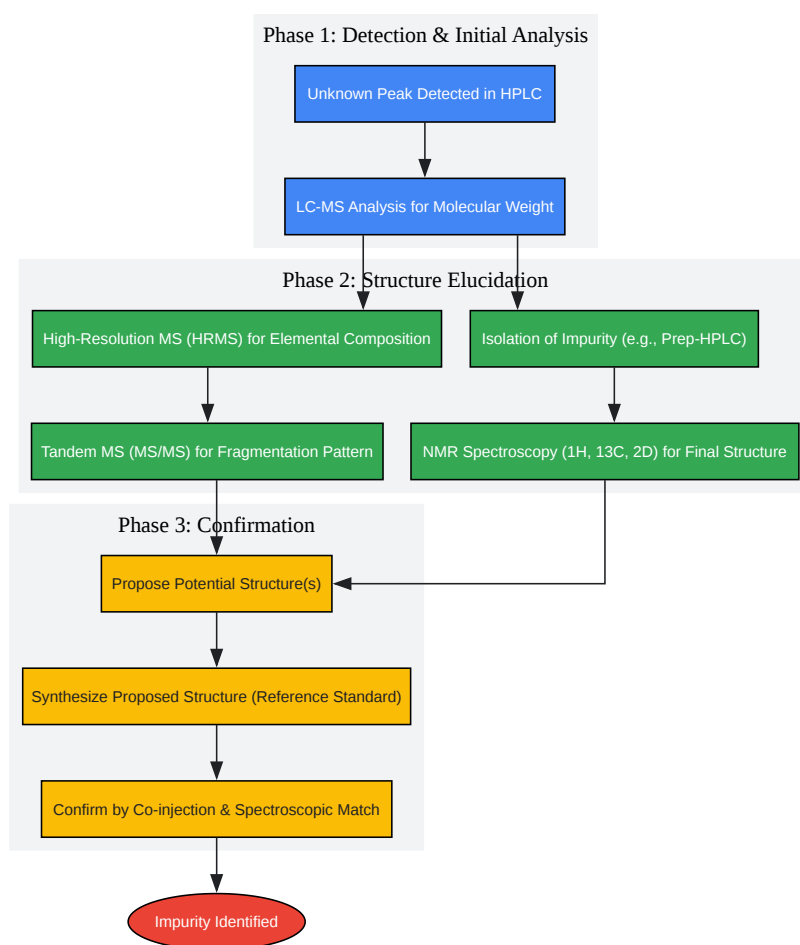 Phase 1: Detection & Initial Analysis
Unknown Peak Detected in HPLC
LC-MS Analysis for Molecular Weight
Phase 2: Structure Elucidation
High-Resolution MS (HRMS) for Elemental Composition
Isolation of Impurity (e.g., Prep-HPLC)
Tandem MS (MS/MS) for Fragmentation Pattern
NMR Spectroscopy (1H, 13C, 2D) for Final Structure
Phase 3: Confirmation
Propose Potential Structure(s)
Synthesize Proposed Structure (Reference Standard)
Confirm by Co-injection & Spectroscopic Match
Impurity Identified